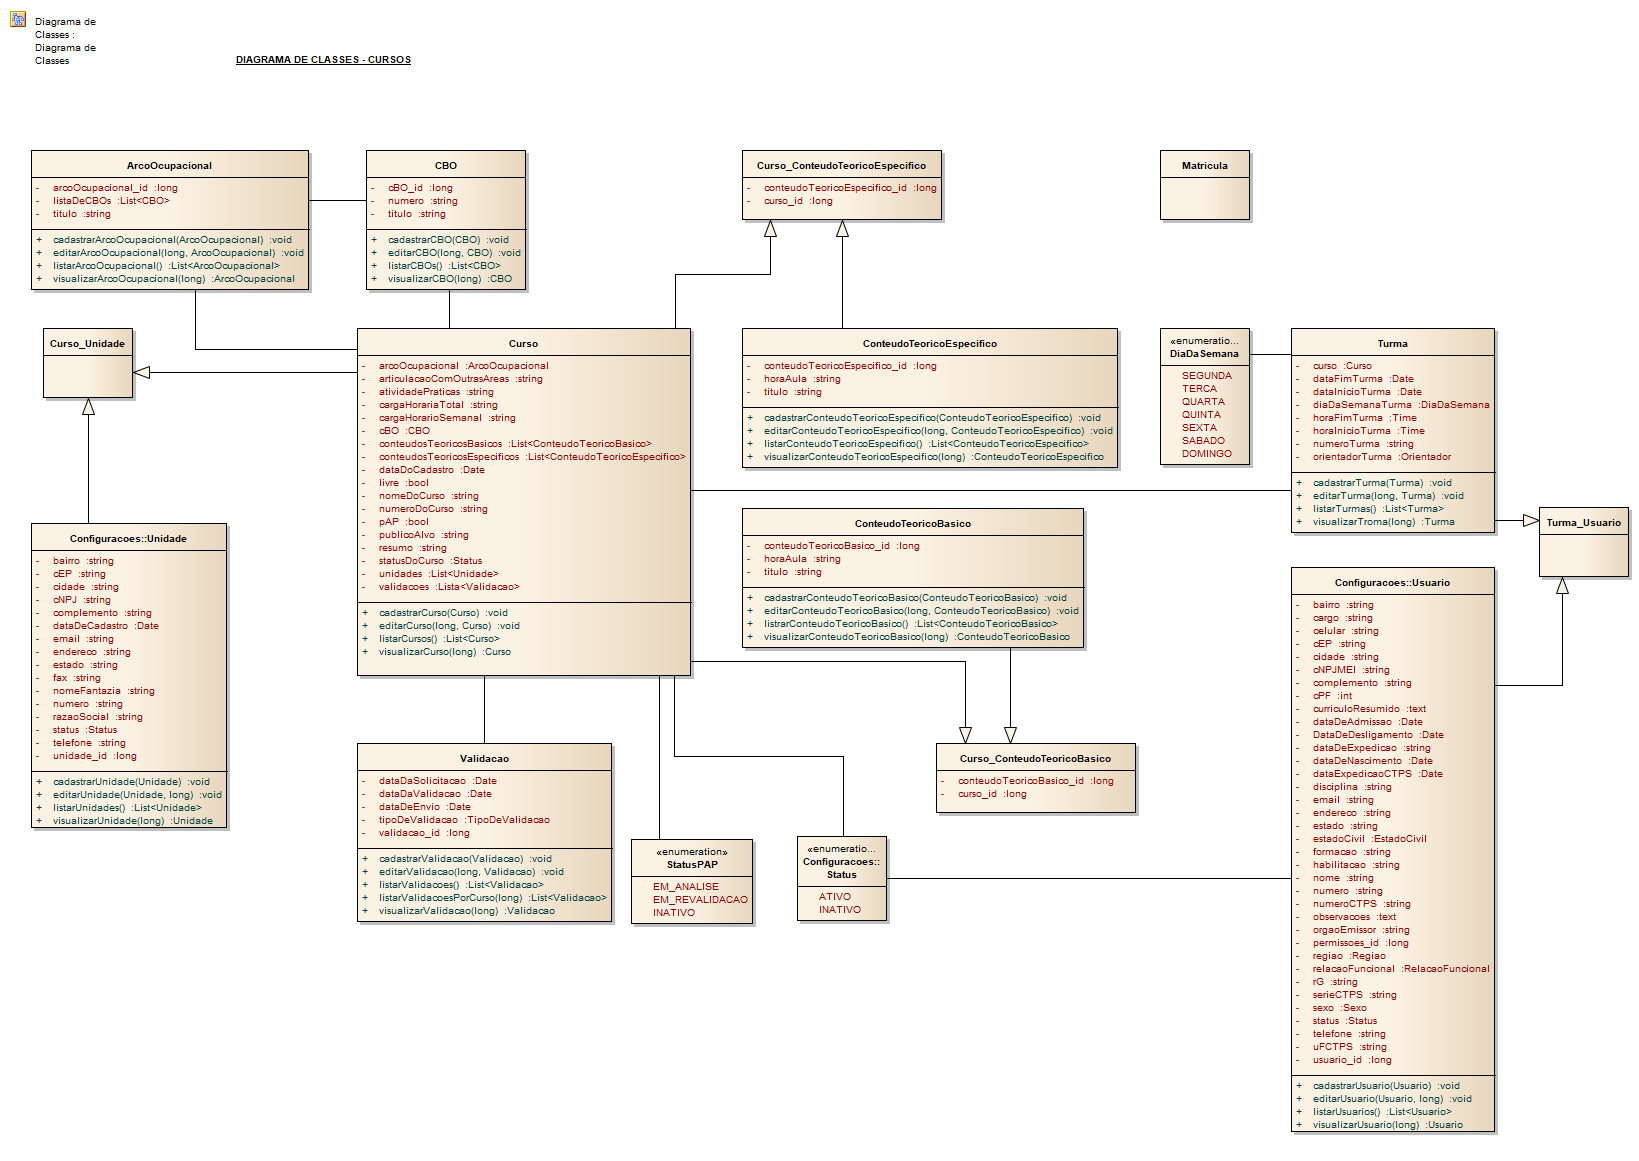 Diagrama de
Classes :
Diagrama de
Classes
DIAGRAMA DE CLASSES - CURSOS
ArcoOcupacional
- arcoOcupacional_id :long
- listaDeCBOs :List<CBO>
- titulo :string
+ cadastrarArcoOcupacional(ArcoOcupacional) :void
+ editarArcoOcupacional(long, ArcoOcupacional) :void
+ listarArcoOcupacional() :List<ArcoOcupacional>
+ visualizarArcoOcupacional(long) :ArcoOcupacional
CBO
- cBO_id :long
- numero :string
- titulo :string
+ cadastrarCBO(CBO) :void
+ editarCBO(long, CBO) :void
+ listarCBOs() :List<CBO>
+ visualizarCBO(long) :CBO
Curso_ConteudoTeoricoEspecifico
- conteudoTeoricoEspecifico_id :long
- curso_id :long
Matricula
Curso_Unidade
Curso
- arcoOcupacional :ArcoOcupacional
- articulacaoComOutrasAreas :string
- atividadePraticas :string
- cargaHorariaTotal :string
- cargaHorarioSemanal :string
- cBO :CBO
- conteudosTeoricosBasicos :List<ConteudoTeoricoBasico>
- conteudosTeoricosEspecificos :List<ConteudoTeoricoEspecifico>
- dataDoCadastro :Date
- livre :bool
- nomeDoCurso :string
- numeroDoCurso :string
- pAP :bool
- publicoAlvo :string
- resumo :string
- statusDoCurso :Status
- unidades :List<Unidade>
- validacoes :Lista<Validacao>
+ cadastrarCurso(Curso) :void
+ editarCurso(long, Curso) :void
+ listarCursos() :List<Curso>
+ visualizarCurso(long) :Curso
ConteudoTeoricoEspecifico
- conteudoTeoricoEspecifico_id :long
- horaAula :string
- titulo :string
+ cadastrarConteudoTeoricoEspecifico(ConteudoTeoricoEspecifico) :void
+ editarConteudoTeoricoEspecifico(long, ConteudoTeoricoEspecifico) :void
+ listrarConteudoTeoricoEspecifico() :List<ConteudoTeoricoEspecifico>
+ visualizarConteudoTeoricoEspecifico(long) :ConteudoTeoricoEspecifico
«enumeratio...
DiaDaSemana
SEGUNDA
TERCA
QUARTA
QUINTA
SEXTA
SABADO
DOMINGO
Turma
- curso :Curso
- dataFimTurma :Date
- dataInicioTurma :Date
- diaDaSemanaTurma :DiaDaSemana
- horaFimTurma :Time
- horaInicioTurma :Time
- numeroTurma :string
- orientadorTurma :Orientador
+ cadastrarTurma(Turma) :void
+ editarTurma(long, Turma) :void
+ listarTurmas() :List<Turma>
+ visualizarTroma(long) :Turma
Turma_Usuario
Configuracoes::Unidade
- bairro :string
- cEP :string
- cidade :string
- cNPJ :string
- complemento :string
- dataDeCadastro :Date
- email :string
- endereco :string
- estado :string
- fax :string
- nomeFantazia :string
- numero :string
- razaoSocial :string
- status :Status
- telefone :string
- unidade_id :long
+ cadastrarUnidade(Unidade) :void
+ editarUnidade(Unidade, long) :void
+ listarUnidades() :List<Unidade>
+ visualizarUnidade(long) :Unidade
ConteudoTeoricoBasico
- conteudoTeoricoBasico_id :long
- horaAula :string
- titulo :string
+ cadastrarConteudoTeoricoBasico(ConteudoTeoricoBasico) :void
+ editarConteudoTeoricoBasico(long, ConteudoTeoricoBasico) :void
+ listrarConteudoTeoricoBasico() :List<ConteudoTeoricoBasico>
+ visualizarConteudoTeoricoBasico(long) :ConteudoTeoricoBasico
Configuracoes::Usuario
- bairro :string
- cargo :string
- celular :string
- cEP :string
- cidade :string
- cNPJMEI :string
- complemento :string
- cPF :int
- curriculoResumido :text
- dataDeAdmissao :Date
- DataDeDesligamento :Date
- dataDeExpedicao :string
- dataDeNascimento :Date
- dataExpedicaoCTPS :Date
- disciplina :string
- email :string
- endereco :string
- estado :string
- estadoCivil :EstadoCivil
- formacao :string
- habilitacao :string
- nome :string
- numero :string
- numeroCTPS :string
- observacoes :text
- orgaoEmissor :string
- permissoes_id :long
- regiao :Regiao
- relacaoFuncional :RelacaoFuncional
- rG :string
- serieCTPS :string
- sexo :Sexo
- status :Status
- telefone :string
- uFCTPS :string
- usuario_id :long
+ cadastrarUsuario(Usuario) :void
+ editarUsuario(Usuario, long) :void
+ listarUsuarios() :List<Usuario>
+ visualizarUsuario(long) :Usuario
Validacao
- dataDaSolicitacao :Date
- dataDaValidacao :Date
- dataDeEnvio :Date
- tipoDeValidacao :TipoDeValidacao
- validacao_id :long
+ cadastrarValidacao(Validacao) :void
+ editarValidacao(long, Validacao) :void
+ listarValidacoes() :List<Validacao>
+ listarValidacoesPorCurso(long) :List<Validacao>
+ visualizarValidacao(long) :Validacao
Curso_ConteudoTeoricoBasico
- conteudoTeoricoBasico_id :long
- curso_id :long
«enumeration»
StatusPAP
EM_ANALISE
EM_REVALIDACAO
INATIVO
«enumeratio...
Configuracoes::
Status
ATIVO
INATIVO